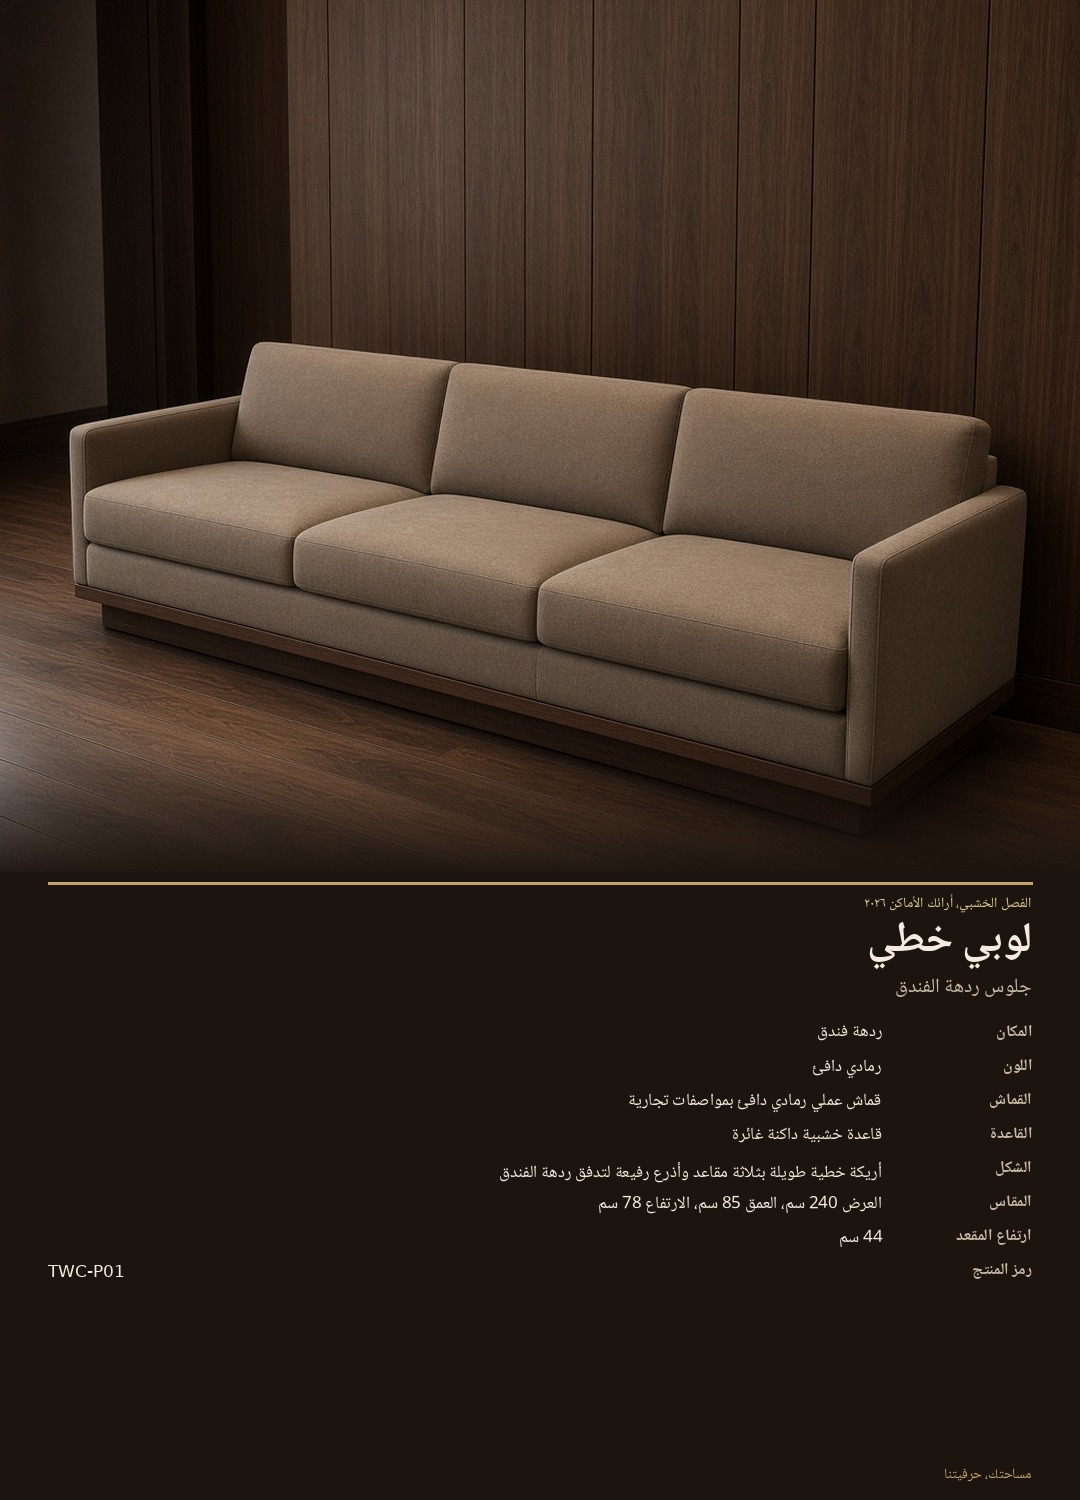 الفصل الخشبي، أرائك الأماكن ٢٠٢٦
لوبي خطي
جلوس ردهة الفندق
المكان ردهة فندق
اللون رمادي دافئ
القماش قماش عملي رمادي دافئ بمواصفات تجارية
القاعدة قاعدة خشبية داكنة غائرة
الشكل أريكة خطية طويلة بثلاثة مقاعد وأذرع رفيعة لتدفق ردهة الفندق
المقاس العرض 240 سم، العمق 85 سم، الارتفاع 78 سم
ارتفاع المقعد 44 سم
رمز المنتج TWC-P01
مساحتك، حرفيتنا